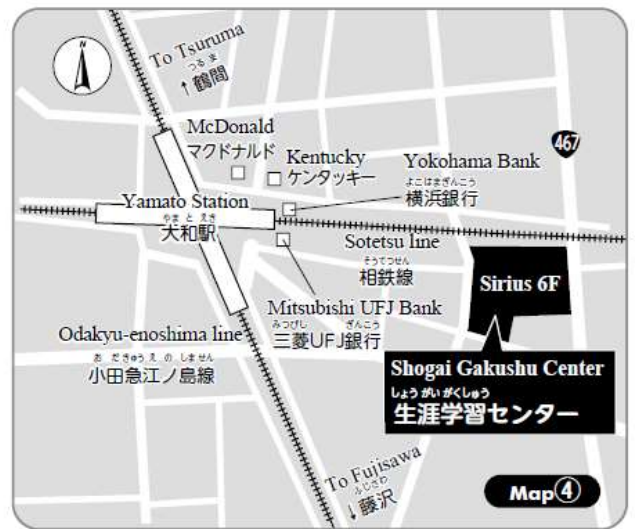 N
To Tsuruma
つるま
↑鶴間
467
McDonald
マクドナルド
Kentucky
ケンタッキー
Yokohama Bank
よこはまぎんこう
横浜銀行
Yamato Station
やまと えき
大和駅
Sotetsu line
そうてつせん
相鉄線
Sirius 6F
Mitsubishi UFJ Bank
みつびし ぎんこう
三菱UFJ銀行
Odakyu-enoshima line
おだきゅうえのしません
小田急江ノ島線
Shogai Gakushu Center
しょうがいがくしゅう
生涯学習センター
To Fujisawa
ふじさわ
↓藤沢
Map④